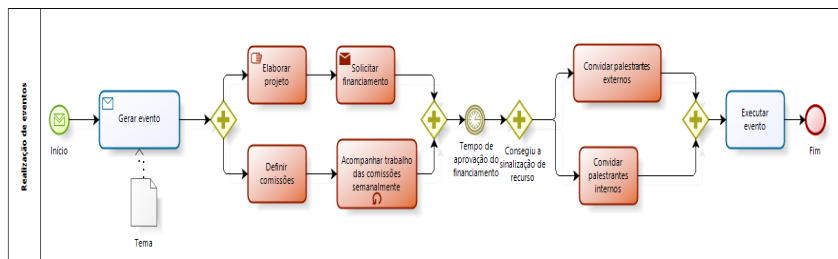 Realização de eventos
Início
Gerar evento
Tema
Elaborar
projeto
Solicitar
financiamento
Definir
comissões
Acompanhar trabalho
das comissões
semanalmente
Tempo de
aprovação do
financiamento
Consegiu a
sinalização de
recurso
Convidar palestrantes
externos
Convidar
palestrantes
internos
Executar
evento
Fim